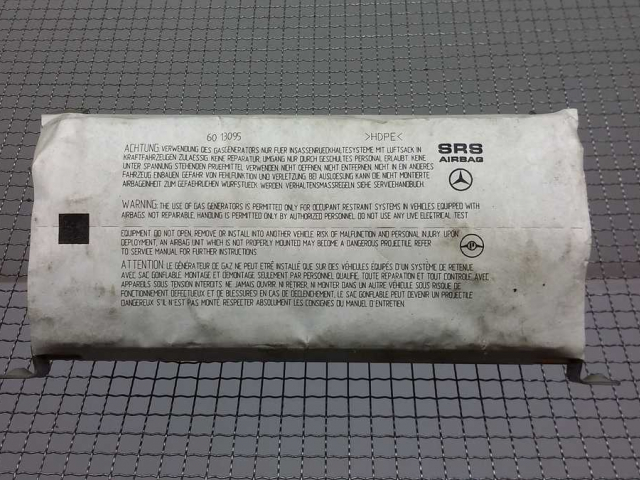 60 13095 >HDPE<
SRS
AIRBAG
ACHTUNG: VERWENDUNG DES GASGENERATORS NUR FUER INSASSENRUECKHALTESYSTEME MIT LUFTSACK IN
KRAFTFAHRZEUGEN ZULAESSIG. KEINE REPARATUR, UMGANG NUR DURCH GESCHULTES PERSONAL ERLAUBT. KEINE
UNTER SPANNUNG STEHENDEN PRUEFMITTEL VERWENDEN. NICHT OEFFNEN. NICHT ENTFERNEN. NICHT IN EIN ANDERES
FAHRZEUG EINBAUEN. GEFAHR VON FEHLFUNKTION UND VERLETZUNG. BEI AUSLOESUNG KANN DIE NICHT MONTIERTE
AIRBAGEINHEIT ZUM GEFAEHRLICHEN WURFSTUECK WERDEN. VERHALTENSMASSREGELN SIEHE SERVICEHANDBUCH.
WARNING: THE USE OF GAS GENERATORS IS PERMITTED ONLY FOR OCCUPANT RESTRAINT SYSTEMS IN VEHICLES EQUIPPED WITH
AIRBAGS. NOT REPAIRABLE, HANDLING IS PERMITTED ONLY BY AUTHORIZED PERSONNEL. DO NOT USE ANY LIVE ELECTRICAL TEST
EQUIPMENT. DO NOT OPEN, REMOVE OR INSTALL INTO ANOTHER VEHICLE. RISK OF MALFUNCTION AND PERSONAL INJURY. UPON
DEPLOYMENT, AN AIRBAG UNIT WHICH IS NOT PROPERLY MOUNTED MAY BECOME A DANGEROUS PROJECTILE. REFER
TO SERVICE MANUAL FOR FURTHER INSTRUCTIONS
ATTENTION: LE GÉNÉRATEUR DE GAZ NE PEUT ÉTRE INSTALLÉ QUE SUR DES VÉHICULES ÉQUIPÉS D'UN SYSTÈME DE RETENUE
AVEC SAC GONFLABLE. MONTAGE ET DÉMONTAGE SEULEMENT PAR PERSONNEL QUALIFIÉ, TOUTE RÉPARATION ET TOUT CONTRÔLE AVEC
APPAREILS SOUS TENSION INTERDITS. NE JAMAIS OUVRIR, NI RETIRER, NI MONTER DANS UN AUTRE VÉHICULE SOUS RISQUE DE
FONCTIONNEMENT DÉFECTUEUX ET DE BLESSURES! EN CAS DE DÉCLENCHEMENT, LE SAC GONFLABLE PEUT DEVENIR UN PROJECTILE
DANGEREUX S'IL N'EST PAS MONTÉ. RESPECTER ABSOLUMENT LES CONSIGNES DU MANUEL D'ENTRETIEN.